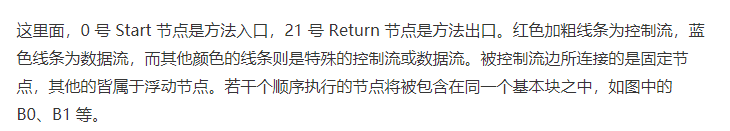 这里面，0 号 Start 节点是方法入口，21 号 Return 节点是方法出口。红色加粗线条为控制流，蓝
色线条为数据流，而其他颜色的线条则是特殊的控制流或数据流。被控制流边所连接的是固定节
点，其他的皆属于浮动节点。若干个顺序执行的节点将被包含在同一个基本块之中，如图中的
B0、B1 等。